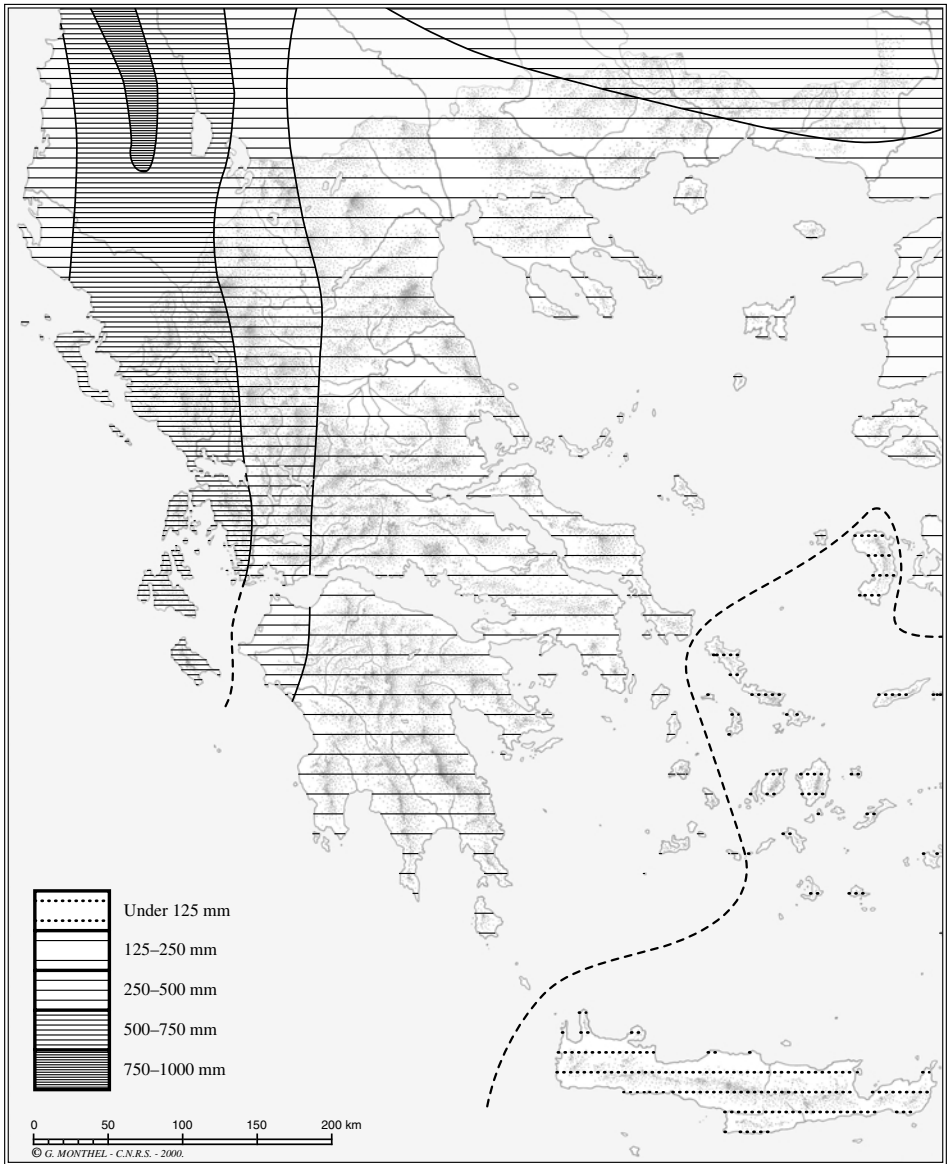 Under 125 mm
125–250 mm
250–500 mm
500–750 mm
750–1000 mm
0 50 100 150 200 km
© G. MONTHEL - C.N.R.S. - 2000.